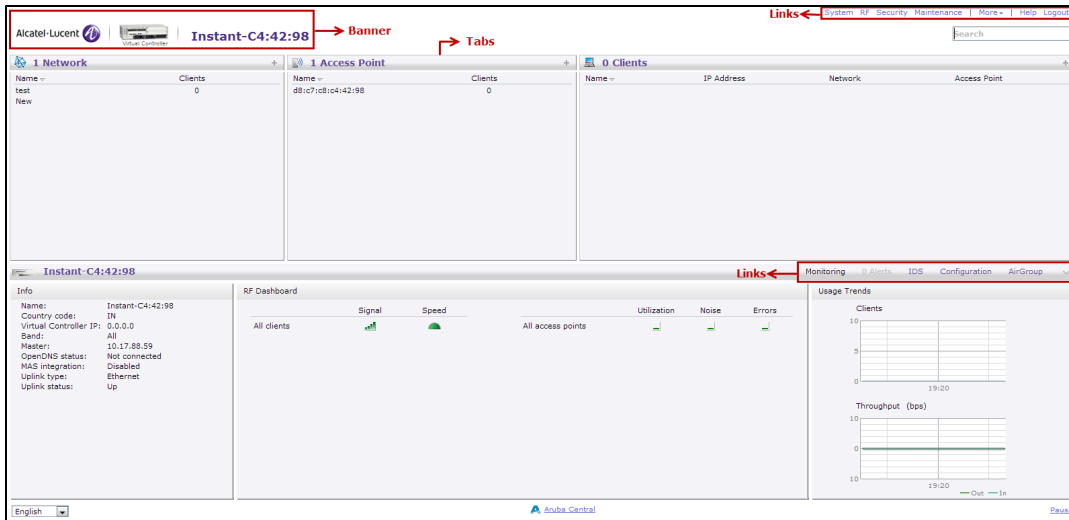 Links
System RF Security Maintenance | More | Help Logout
Alcatel·Lucent
Virtual Controller
Instant-C4:42:98
Banner
Search
Tabs
1 Network +
1 Access Point +
0 Clients +
Name Clients
Name Clients
Name IP Address Network Access Point
test 0
d8:c7:c8:c4:42:98 0
New
Instant-C4:42:98
Links
Monitoring 0 Alerts IDS Configuration AirGroup
Info
RF Dashboard
Usage Trends
Name: Instant-C4:42:98
Country code: IN
Virtual Controller IP: 0.0.0.0
Band: All
Master: 10.17.88.59
OpenDNS status: Not connected
MAS integration: Disabled
Uplink type: Ethernet
Uplink status: Up
Signal Speed
All clients
Utilization Noise Errors
All access points
Clients
10
5
0
19:20
Throughput (bps)
10
0
10
19:20
Out In
English
Aruba Central
Paus